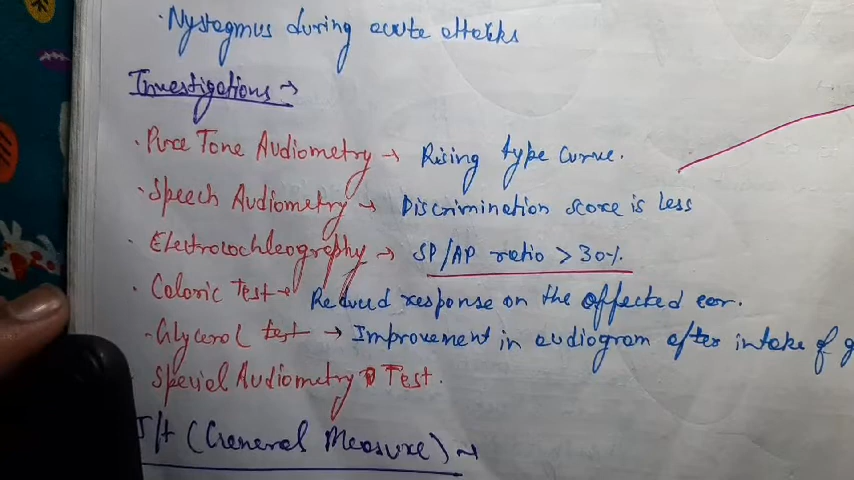 · Nystagmus during acute attacks
Investigations →
· Pure Tone Audiometry → Rising type curve.
· Speech Audiometry → Discrimination score is less
· Electrocochleography → SP/AP ratio > 30%.
· Caloric Test → Reduced response on the affected ear.
· Glycerol test → Improvement in audiogram after intake of g
Special Audiometry Test.
(General Measure) →